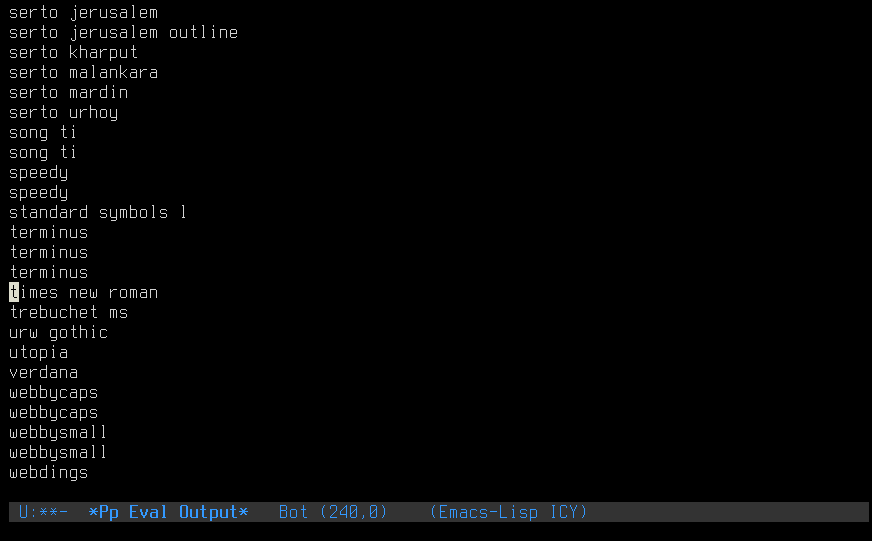 serto jerusalem
serto jerusalem outline
serto kharput
serto malankara
serto mardin
serto urhoy
song ti
song ti
speedy
speedy
standard symbols l
terminus
terminus
terminus
times new roman
trebuchet ms
urw gothic
utopia
verdana
webbycaps
webbycaps
webbysmall
webbysmall
webdings
U:**-  *Pp Eval Output*   Bot (240,0)    (Emacs-Lisp ICY)